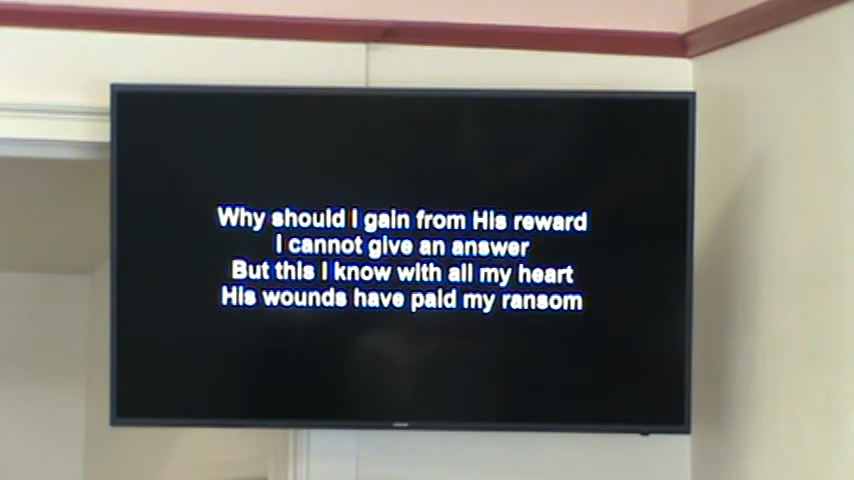 Why should I gain from His reward
I cannot give an answer
But this I know with all my heart
His wounds have paid my ransom